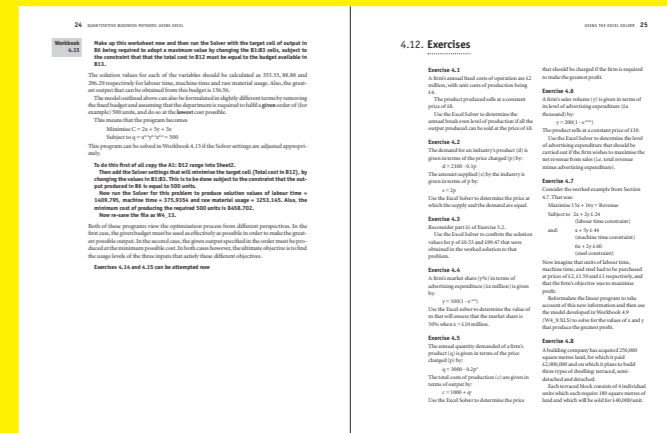 24 QUANTITATIVE BUSINESS METHODS USING EXCEL
Workbook
4.13
Make up this worksheet now and then run the Solver with the target cell of output in
B6 being required to adopt a maximum value by changing the B1:B3 cells, subject to
the constraint that that the total cost in B12 must be equal to the budget available in
B13.
The solution values for each of the variables should be calculated as 333.33, 88.88 and
296.29 respectively for labour time, machine time and raw material usage. Also, the great-
est output that can be obtained from this budget is 136.56.
The model outlined above can also be formulated in slightly different terms by removing
the fixed budget and assuming that the department is required to fulfil a given order of (for
example) 500 units, and do so at the lowest cost possible.
This means that the program becomes
Minimise C = 2x + 5y + 3z
Subject to q =
This program can be solved in Workbook 4.13 if the Solver settings are adjusted appropri-
ately.
To do this first of all copy the A1: D12 range into Sheet2.
Then add the Solver settings that will minimise the target cell (Total cost in B12), by
changing the values in B1:B3. This is to be done subject to the constraint that the out-
put produced in B6 is equal to 500 units.
Now run the Solver for this problem to produce solution values of labour time =
1409.795, machine time = 375.9354 and raw material usage = 1253.145. Also, the
minimum cost of producing the required 500 units is 8458.702.
Now re-save the file as W4_13.
Both of these programs view the optimisation process from different perspectives. In the
first case, the given budget must be used as effectively as possible in order to make the great-
est possible output. In the second case, the given output specified in the order must be pro-
duced at the minimum possible cost. In both cases however, the ultimate objective is to find
the usage levels of the three inputs that satisfy these different objectives.
Exercises 4.14 and 4.15 can be attempted now
USING THE EXCEL SOLVER 25
4.12. Exercises
Exercise 4.1
A firm's annual fixed costs of operation are £2
million, with unit costs of production being
£4.
The product produced sells at a constant
price of £8.
Use the Excel Solver to determine the
annual break even level of production if all the
output produced can be sold at the price of £8.
Exercise 4.2
The demand for an industry's product (d) is
given in terms of the price charged (p) by:
d = 2100 - 0.1p
The amount supplied (s) by the industry is
given in terms of p by:
s = 2p
Use the Excel Solver to determine the price at
which the supply and the demand are equal.
Exercise 4.3
Reconsider part ii) of Exercise 3.2.
Use the Excel Solver to confirm the solution
values for p of £0.53 and £99.47 that were
obtained in the worked solution to that
problem.
Exercise 4.4
A firm's market share (y%) in terms of
advertising expenditure (£x million) is given
by:
y = 100(1 -
Use the Excel Solver to determine the value of
m that will ensure that the market share is
50% when x = £10 million.
Exercise 4.5
The annual quantity demanded of a firm's
product (q) is given in terms of the price
charged (p) by:
q = 3000 - 0.2p²
The total costs of production (c) are given in
terms of output by:
c = 1000 +
Use the Excel Solver to determine the price
that should be charged if the firm is required
to make the greatest profit.
Exercise 4.6
A firm's sales volume (y) is given in terms of
its level of advertising expenditure (£x
thousand) by:
y = 200(1 -
The product sells at a constant price of £10.
Use the Excel Solver to determine the level
of advertising expenditure that should be
carried out if the firm wishes to maximise the
net revenue from sales (i.e. total revenue
minus advertising expenditure).
Exercise 4.7
Consider the worked example from Section
4.7. That was:
Maximise 15x + 16y = Revenue
Subject to 2x + 2y £ 24
(labour time constraint)
and: x + 5y £ 44
(machine time constraint)
6x + 2y £ 60
(steel constraint)
Now imagine that units of labour time,
machine time, and steel had to be purchased
at prices of £2, £1.50 and £1 respectively, and
that the firm's objective was to maximise
profit.
Reformulate the linear program to take
account of this new information and then use
the model developed in Workbook 4.9
(W4_9.XLS) to solve for the values of x and y
that produce the greatest profit.
Exercise 4.8
A building company has acquired 250,000
square metres land, for which it paid
£2,000,000 and on which it plans to build
three types of dwelling: terraced, semi-
detached and detached.
Each terraced block consists of 4 individual
units which each require 180 square metres of
land and which will be sold for £40,000/unit.